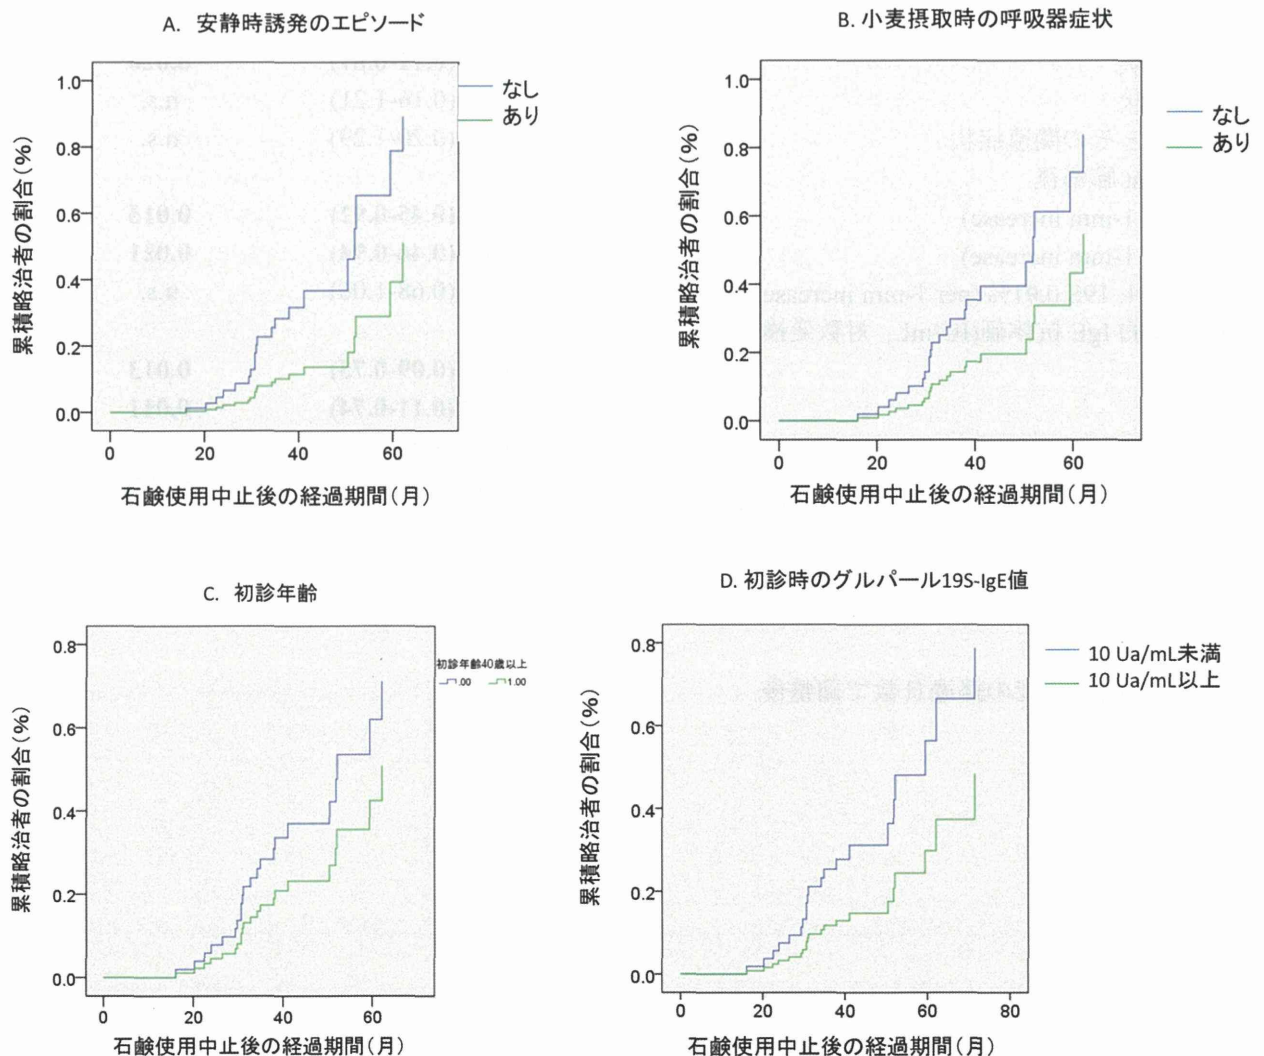 A. 安静時誘発のエピソード
累積略治者の割合(%)
1.0
0.8
0.6
0.4
0.2
0.0
0 20 40 60
石鹸使用中止後の経過期間(月)
なし
あり
B. 小麦摂取時の呼吸器症状
累積略治者の割合(%)
1.0
0.8
0.6
0.4
0.2
0.0
0 20 40 60
石鹸使用中止後の経過期間(月)
なし
あり
C. 初診年齢
累積略治者の割合(%)
0.8
0.6
0.4
0.2
0.0
0 20 40 60
石鹸使用中止後の経過期間(月)
初診年齢40歳以上
.00 1.00
D. 初診時のグルパール19S-IgE値
累積略治者の割合(%)
0.8
0.6
0.4
0.2
0.0
0 20 40 60 80
石鹸使用中止後の経過期間(月)
10 Ua/mL未満
10 Ua/mL以上